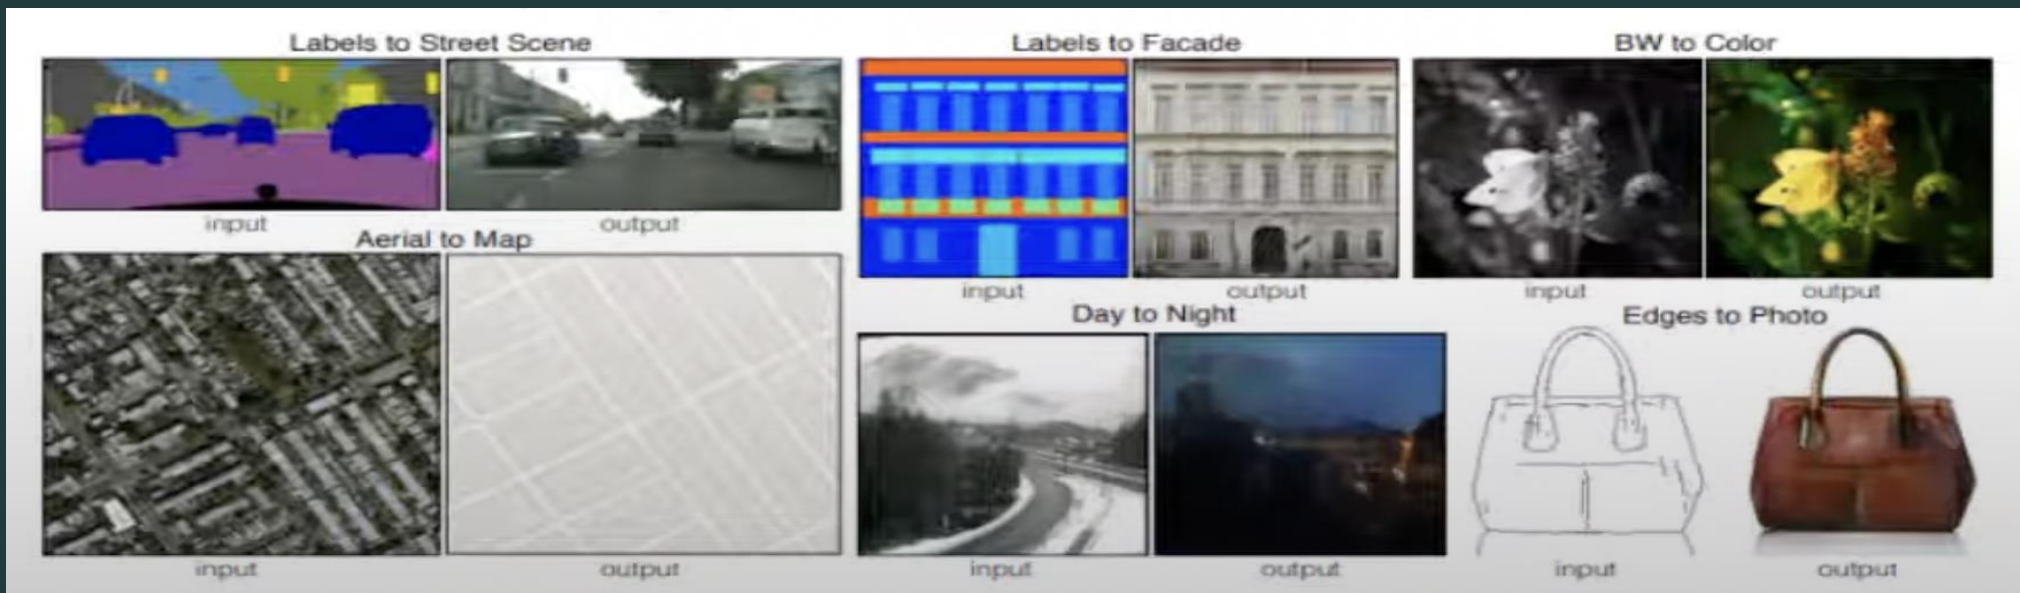 Labels to Street Scene
input
output
Aerial to Map
input
output
Labels to Facade
input
output
BW to Color
input
output
Day to Night
input
output
Edges to Photo
input
output